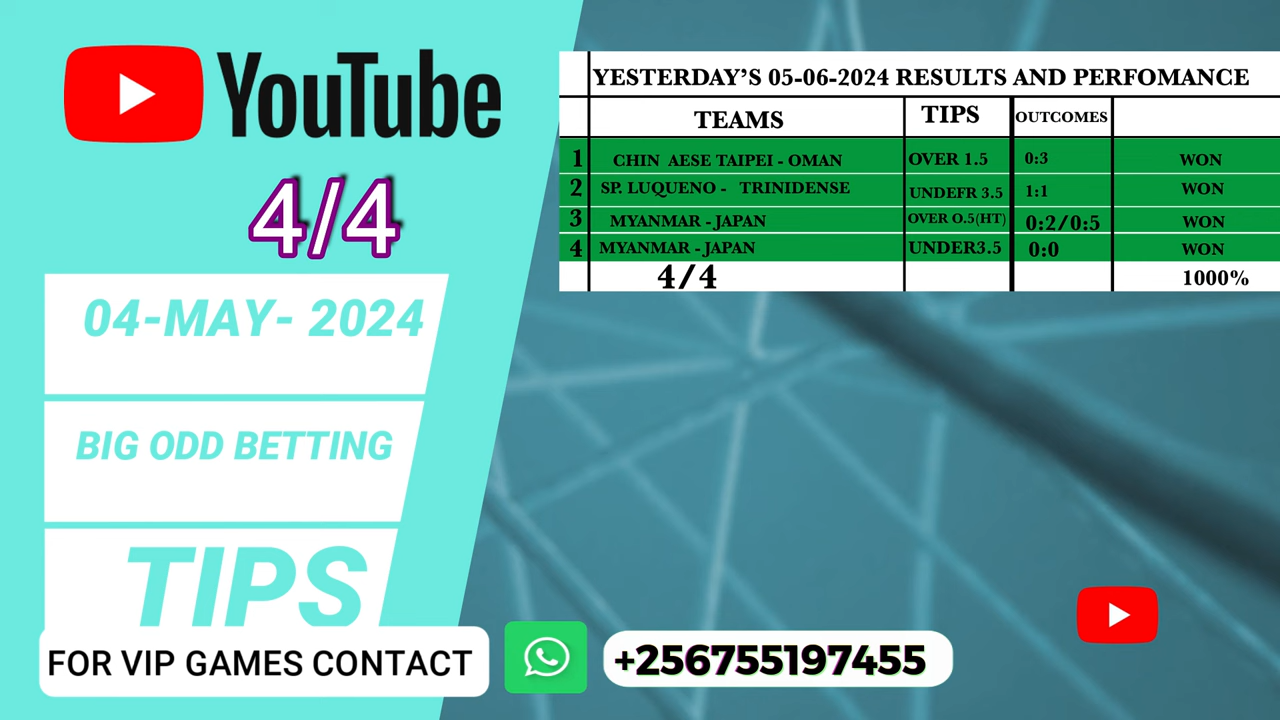 YouTube
4/4
04-MAY- 2024
BIG ODD BETTING
TIPS
FOR VIP GAMES CONTACT
+256755197455
YESTERDAY’S 05-06-2024 RESULTS AND PERFOMANCE
TEAMS TIPS OUTCOMES
1 CHIN AESE TAIPEI - OMAN OVER 1.5 0:3 WON
2 SP. LUQUENO - TRINIDENSE UNDEFR 3.5 1:1 WON
3 MYANMAR - JAPAN OVER O.5(HT) 0:2/0:5 WON
4 MYANMAR - JAPAN UNDER3.5 0:0 WON
4/4 1000%